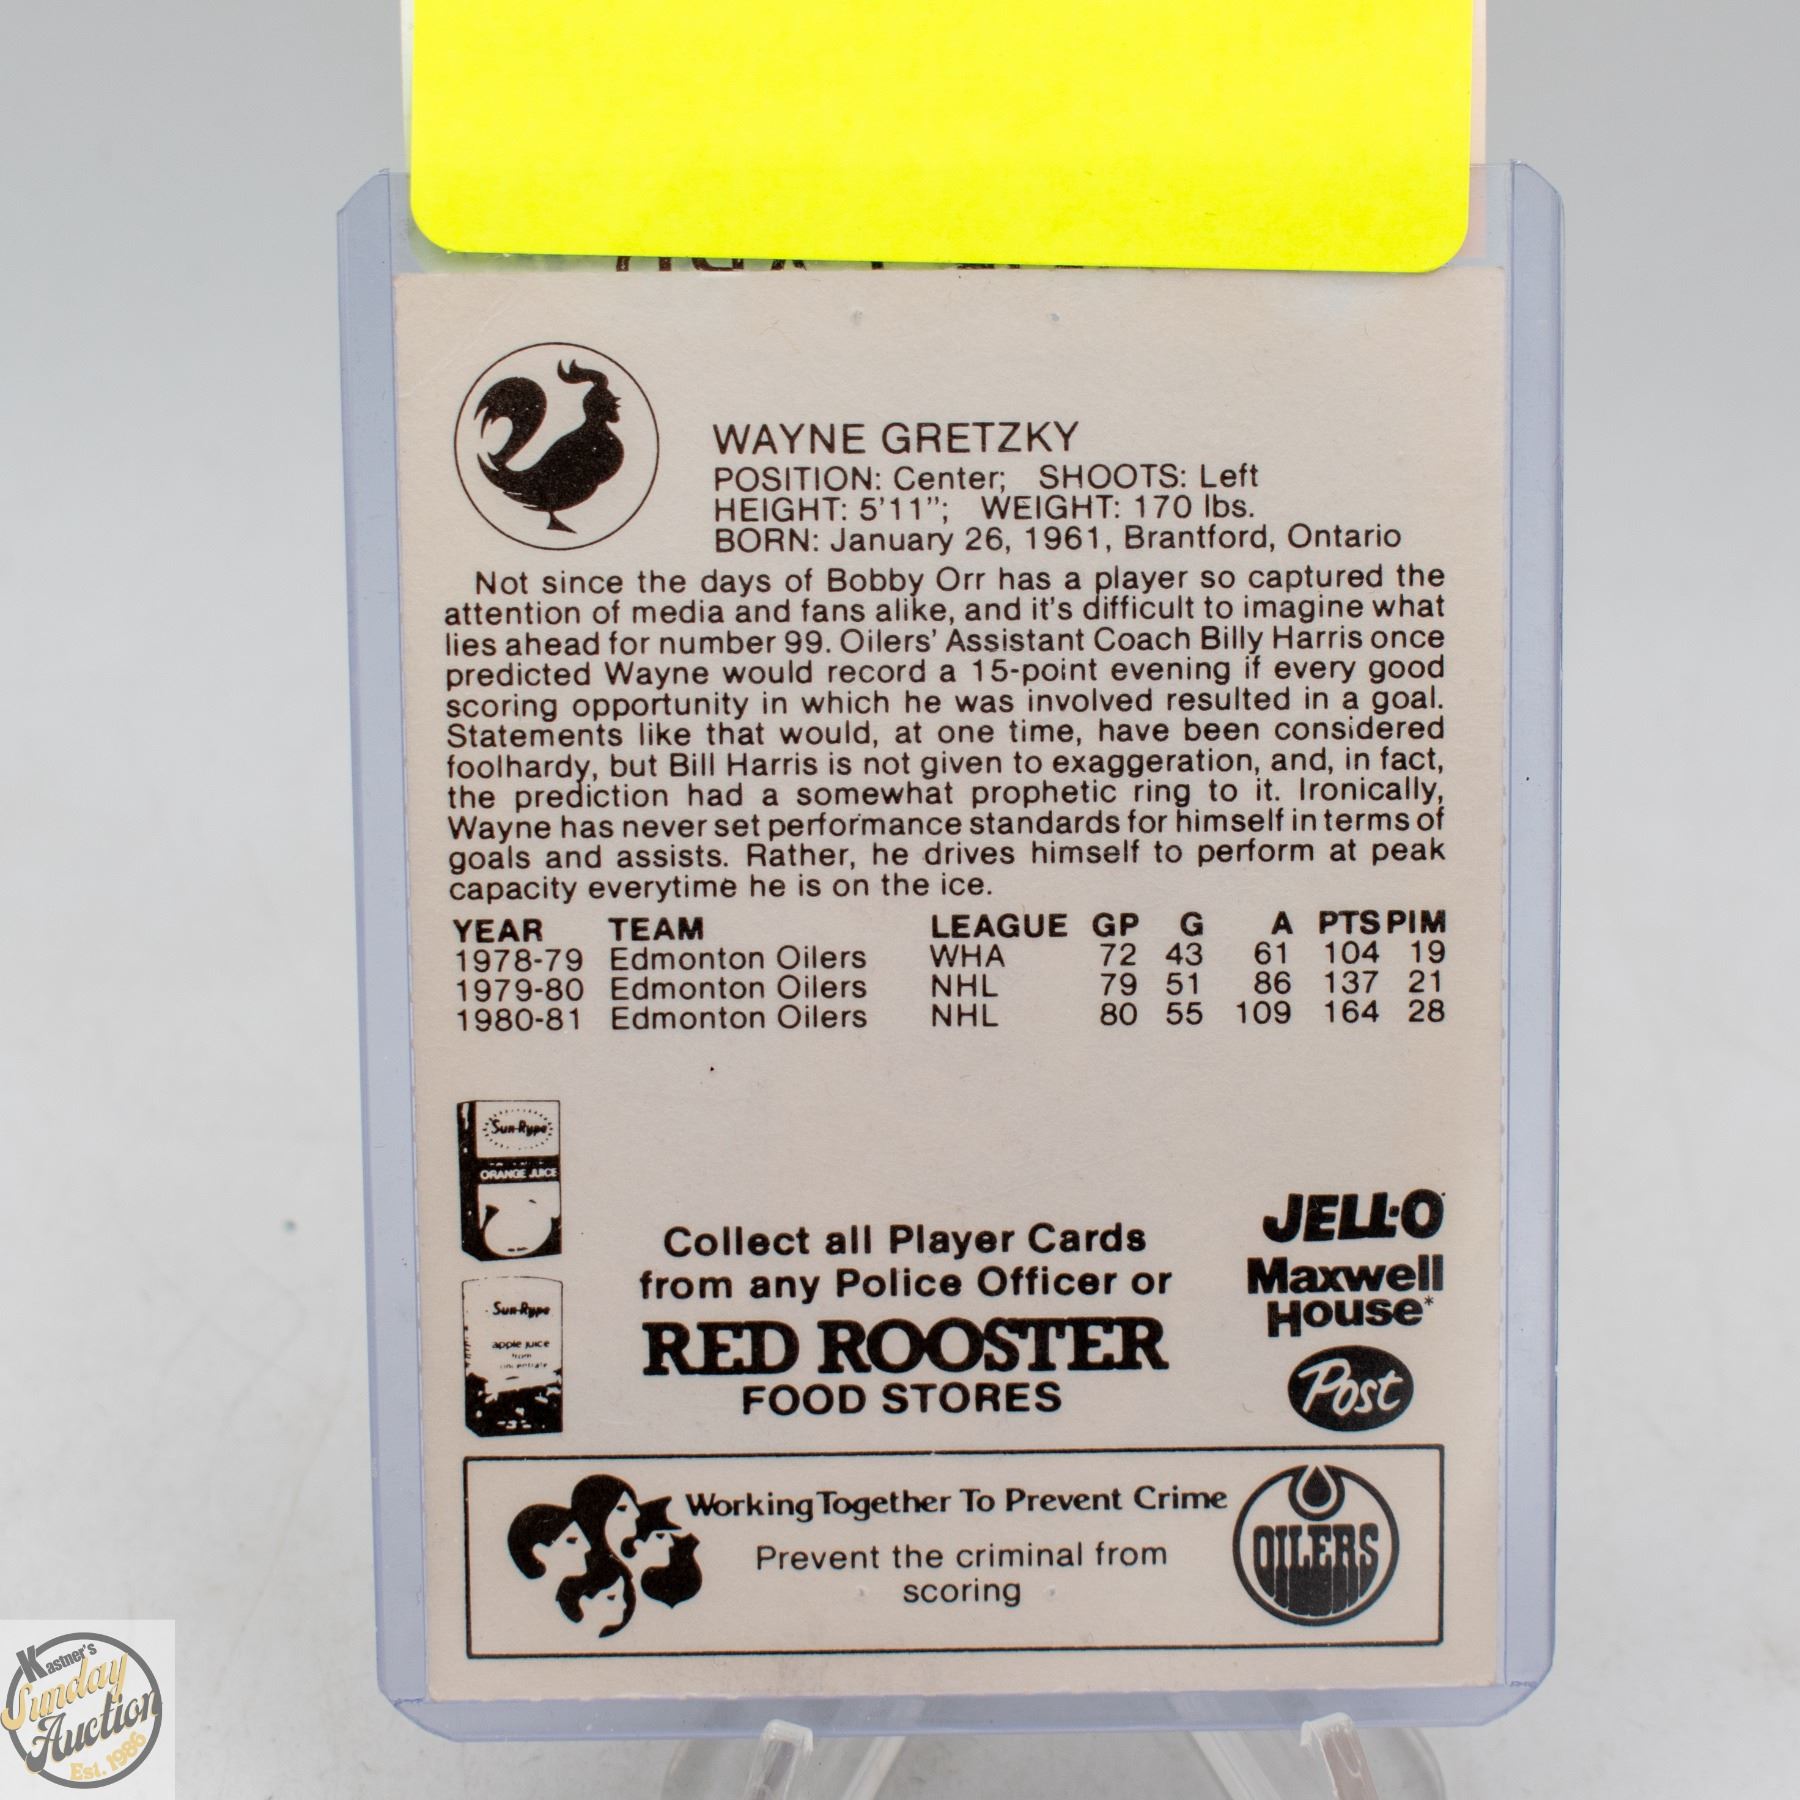 WAYNE GRETZKY
POSITION: Center; SHOOTS: Left
HEIGHT: 5'11"; WEIGHT: 170 lbs.
BORN: January 26, 1961, Brantford, Ontario
Not since the days of Bobby Orr has a player so captured the
attention of media and fans alike, and it's difficult to imagine what
lies ahead for number 99. Oilers' Assistant Coach Billy Harris once
predicted Wayne would record a 15-point evening if every good
scoring opportunity in which he was involved resulted in a goal.
Statements like that would, at one time, have been considered
foolhardy, but Bill Harris is not given to exaggeration, and, in fact,
the prediction had a somewhat prophetic ring to it. Ironically,
Wayne has never set performance standards for himself in terms of
goals and assists. Rather, he drives himself to perform at peak
capacity everytime he is on the ice.
YEAR TEAM LEAGUE GP G A PTS PIM
1978-79 Edmonton Oilers WHA 72 43 61 104 19
1979-80 Edmonton Oilers NHL 79 51 86 137 21
1980-81 Edmonton Oilers NHL 80 55 109 164 28
Sun-Rype
ORANGE JUICE
Sun-Rype
apple juice
from
concentrate
Collect all Player Cards
from any Police Officer or
RED ROOSTER
FOOD STORES
JELL-O
Maxwell
House*
Post
Working Together To Prevent Crime
Prevent the criminal from
scoring
OILERS
Kastner's
Sunday
Auction
Est. 1986